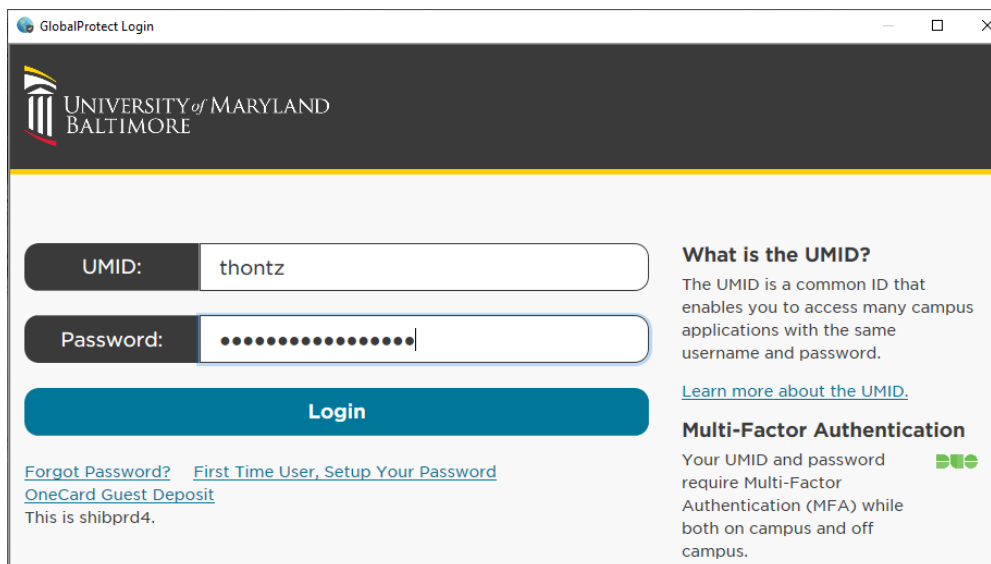 GlobalProtect Login
UNIVERSITY of MARYLAND
BALTIMORE
UMID:
thontz
Password:
•••••••••••••••••
Login
Forgot Password?
First Time User, Setup Your Password
OneCard Guest Deposit
This is shibprd4.
What is the UMID?
The UMID is a common ID that
enables you to access many campus
applications with the same
username and password.
Learn more about the UMID.
Multi-Factor Authentication
Your UMID and password
require Multi-Factor
Authentication (MFA) while
both on campus and off
campus.
DUO